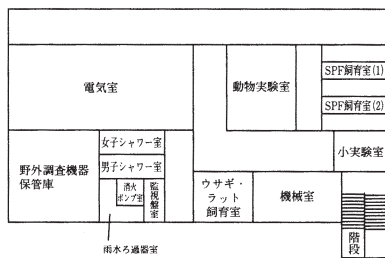 電気室
動物実験室
SPF飼育室(1)
SPF飼育室(2)
女子シャワー室
男子シャワー室
野外調査機器
保管庫
消火
ポンプ室
監視盤室
ウサギ・
ラット
飼育室
機械室
小実験室
階段
雨水ろ過器室